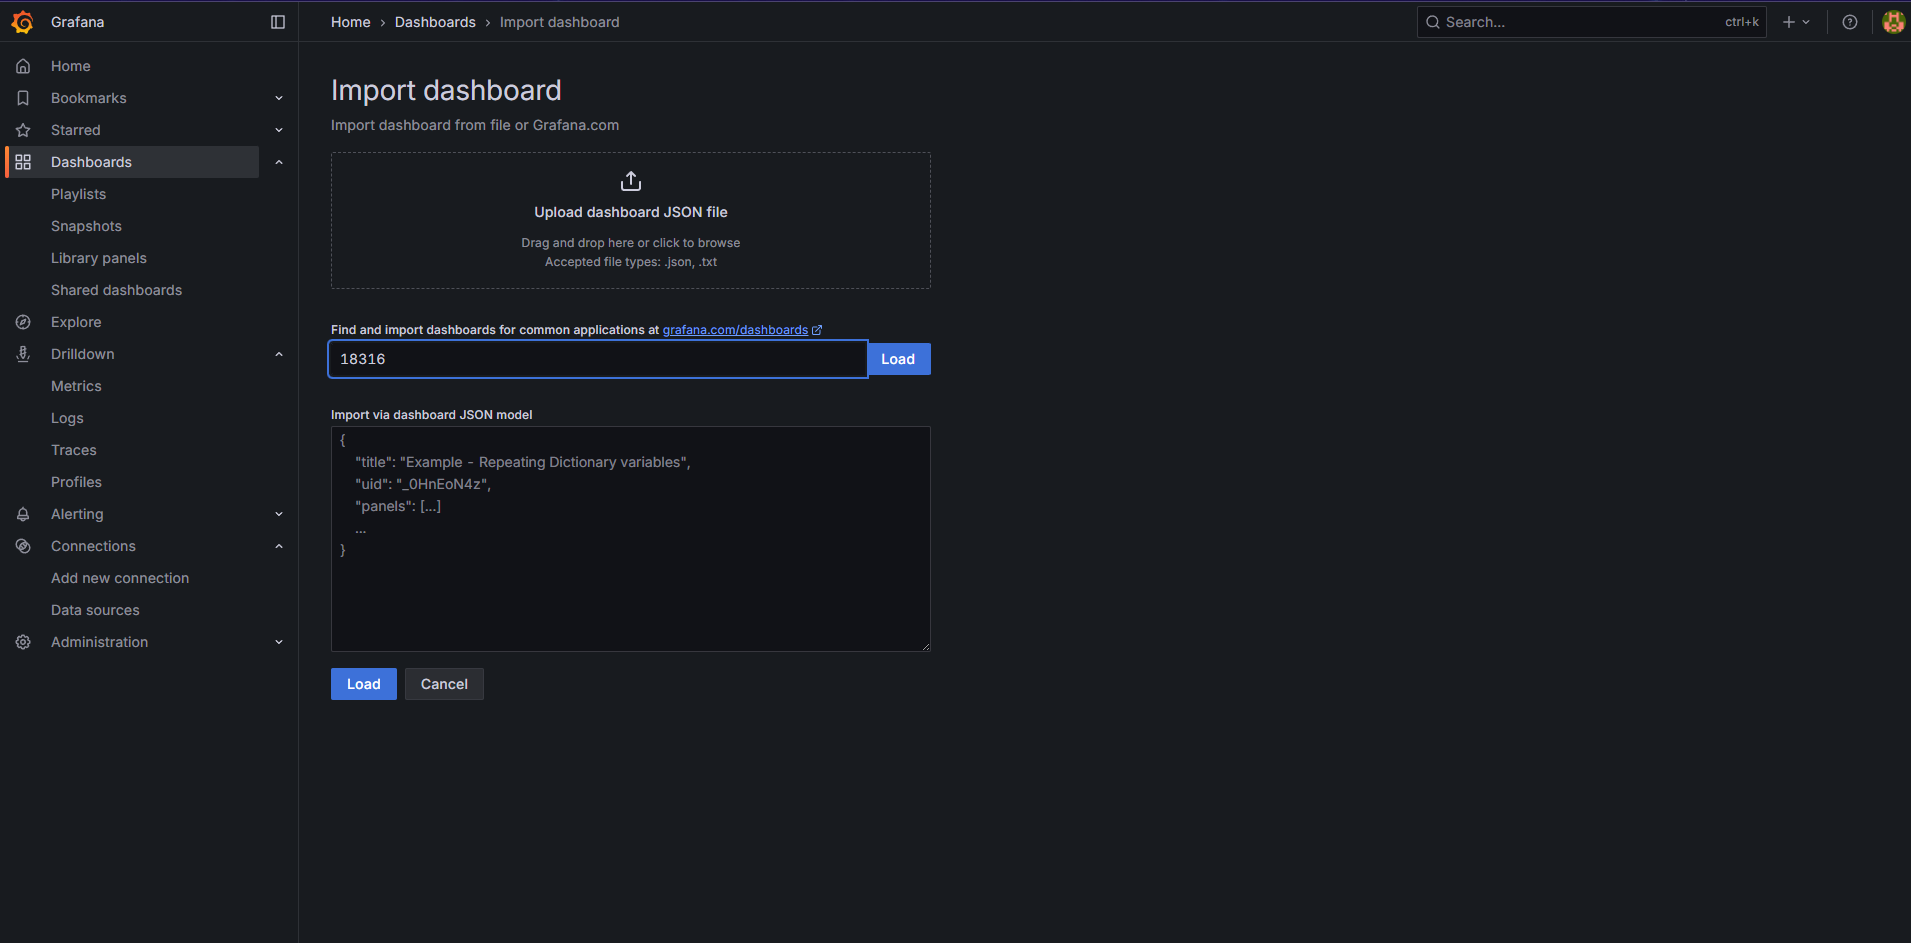 Grafana
Home
Bookmarks
Starred
Dashboards
Playlists
Snapshots
Library panels
Shared dashboards
Explore
Drilldown
Metrics
Logs
Traces
Profiles
Alerting
Connections
Add new connection
Data sources
Administration
Home › Dashboards › Import dashboard
Search... ctrl+k
Import dashboard
Import dashboard from file or Grafana.com
Upload dashboard JSON file
Drag and drop here or click to browse
Accepted file types: .json, .txt
Find and import dashboards for common applications at grafana.com/dashboards
18316 Load
Import via dashboard JSON model
{
"title": "Example - Repeating Dictionary variables",
"uid": "_0HnEoN4z",
"panels": [...]
...
}
Load Cancel